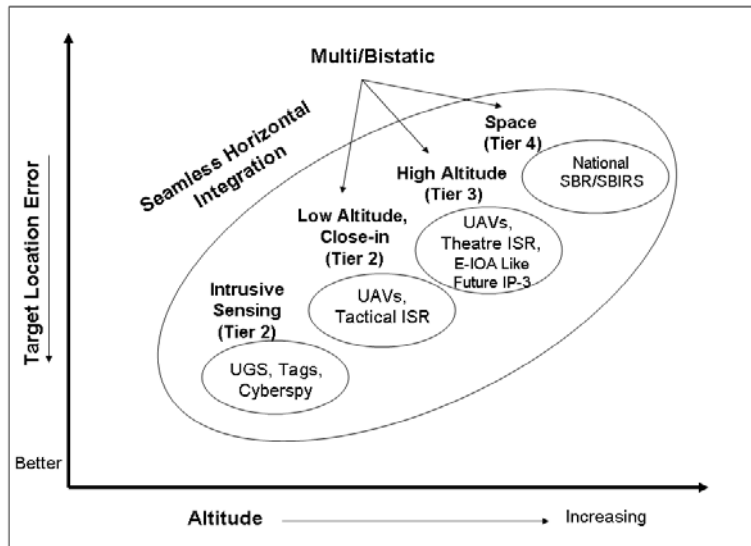 Multi/Bistatic
Seamless Horizontal
Integration
Space
(Tier 4)
National
SBR/SBIRS
High Altitude
(Tier 3)
UAVs,
Theatre ISR,
E-IOA Like
Future IP-3
Low Altitude,
Close-in
(Tier 2)
UAVs,
Tactical ISR
Intrusive
Sensing
(Tier 2)
UGS, Tags,
Cyberspy
Target Location Error
Better
Altitude
Increasing